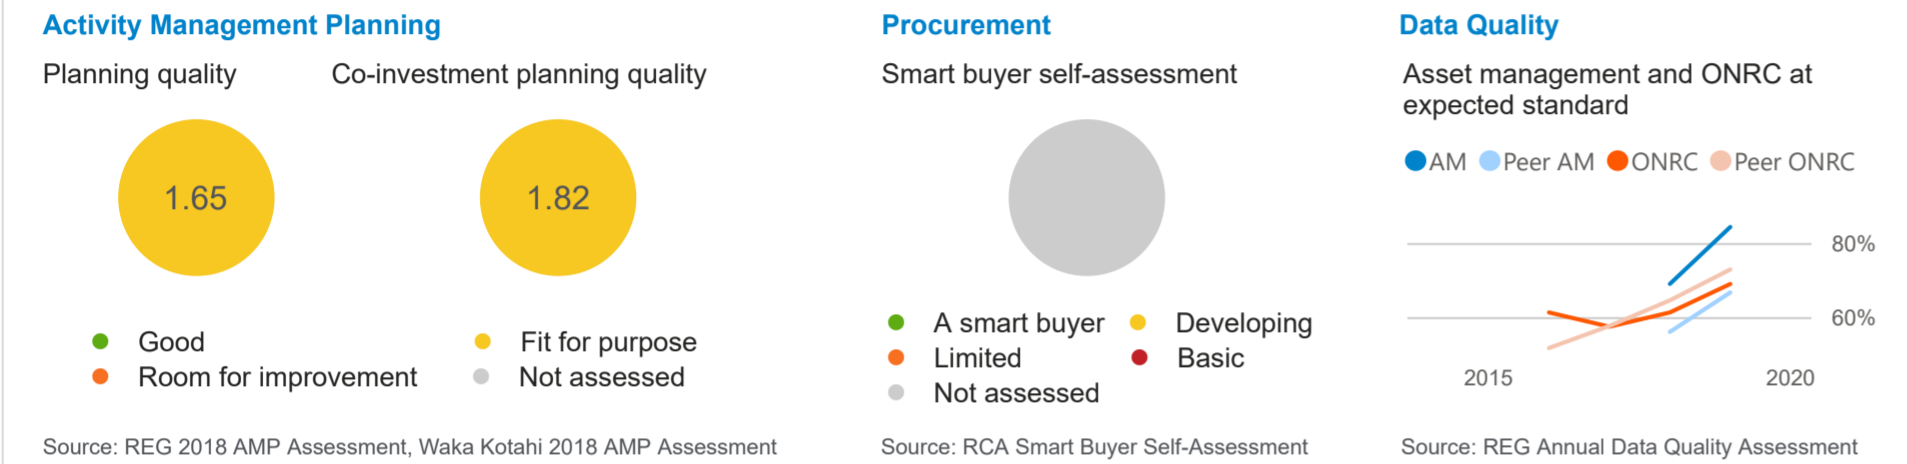 Activity Management Planning
Planning quality
Co-investment planning quality
1.65
1.82
Good
Fit for purpose
Room for improvement
Not assessed
Source: REG 2018 AMP Assessment, Waka Kotahi 2018 AMP Assessment
Procurement
Smart buyer self-assessment
A smart buyer
Developing
Limited
Basic
Not assessed
Source: RCA Smart Buyer Self-Assessment
Data Quality
Asset management and ONRC at
expected standard
AM Peer AM ONRC Peer ONRC
80%
60%
2015
2020
Source: REG Annual Data Quality Assessment